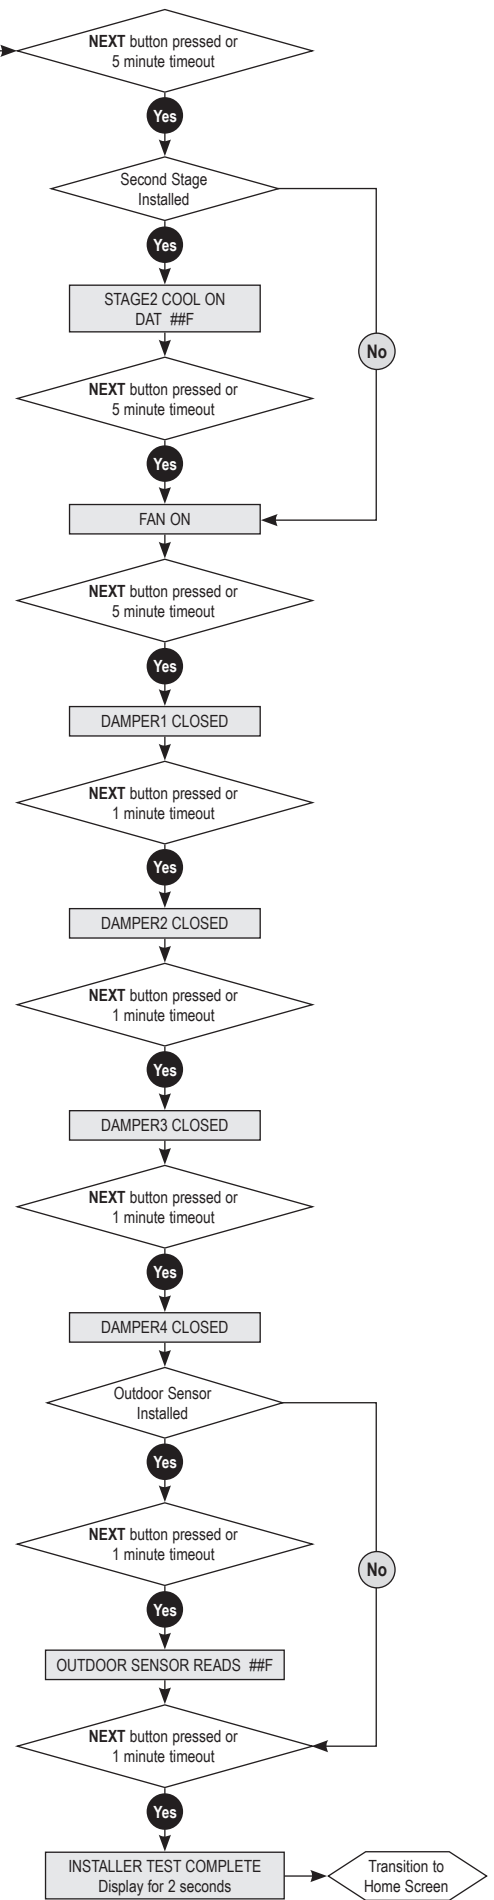 NEXT button pressed or
5 minute timeout
Yes
Second Stage
Installed
Yes
STAGE2 COOL ON
DAT ##F
No
NEXT button pressed or
5 minute timeout
Yes
FAN ON
NEXT button pressed or
5 minute timeout
Yes
DAMPER1 CLOSED
NEXT button pressed or
1 minute timeout
Yes
DAMPER2 CLOSED
NEXT button pressed or
1 minute timeout
Yes
DAMPER3 CLOSED
NEXT button pressed or
1 minute timeout
Yes
DAMPER4 CLOSED
Outdoor Sensor
Installed
Yes
NEXT button pressed or
1 minute timeout
No
Yes
OUTDOOR SENSOR READS ##F
NEXT button pressed or
1 minute timeout
Yes
INSTALLER TEST COMPLETE
Display for 2 seconds
Transition to
Home Screen